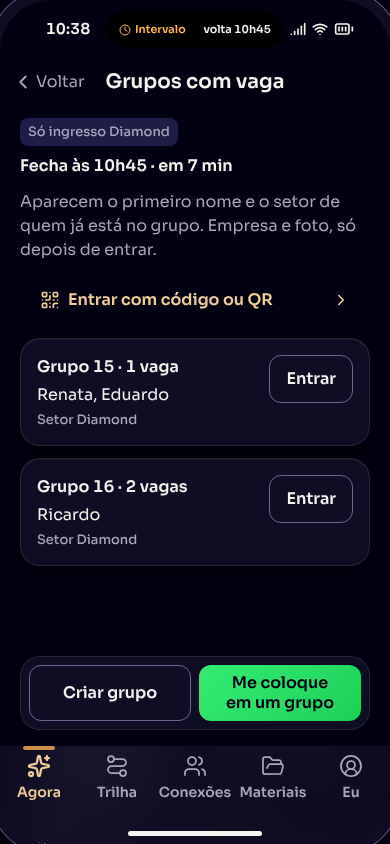 10:38
Intervalo volta 10h45
Voltar
Grupos com vaga
Só ingresso Diamond
Fecha às 10h45 · em 7 min
Aparecem o primeiro nome e o setor de
quem já está no grupo. Empresa e foto, só
depois de entrar.
Entrar com código ou QR
Grupo 15 · 1 vaga
Renata, Eduardo
Setor Diamond
Entrar
Grupo 16 · 2 vagas
Ricardo
Setor Diamond
Entrar
Criar grupo
Me coloque
em um grupo
Agora
Trilha
Conexões
Materiais
Eu